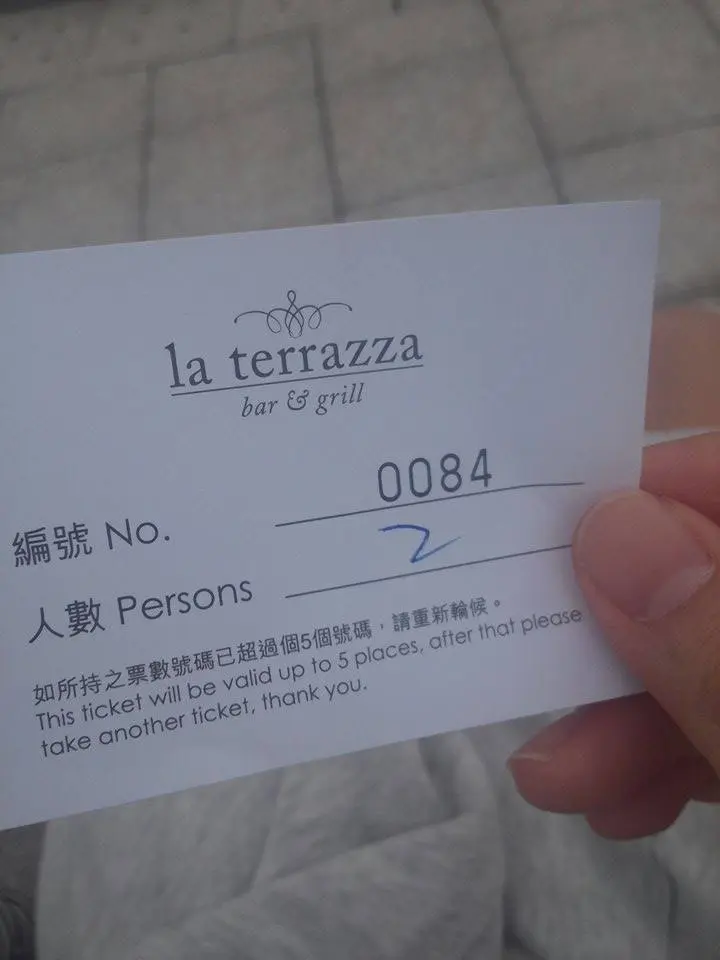 la terrazza
bar & grill
編號 No. 0084
人數 Persons 2
如所持之票數號碼已超過個5個號碼，請重新輪候。
This ticket will be valid up to 5 places, after that please
take another ticket, thank you.